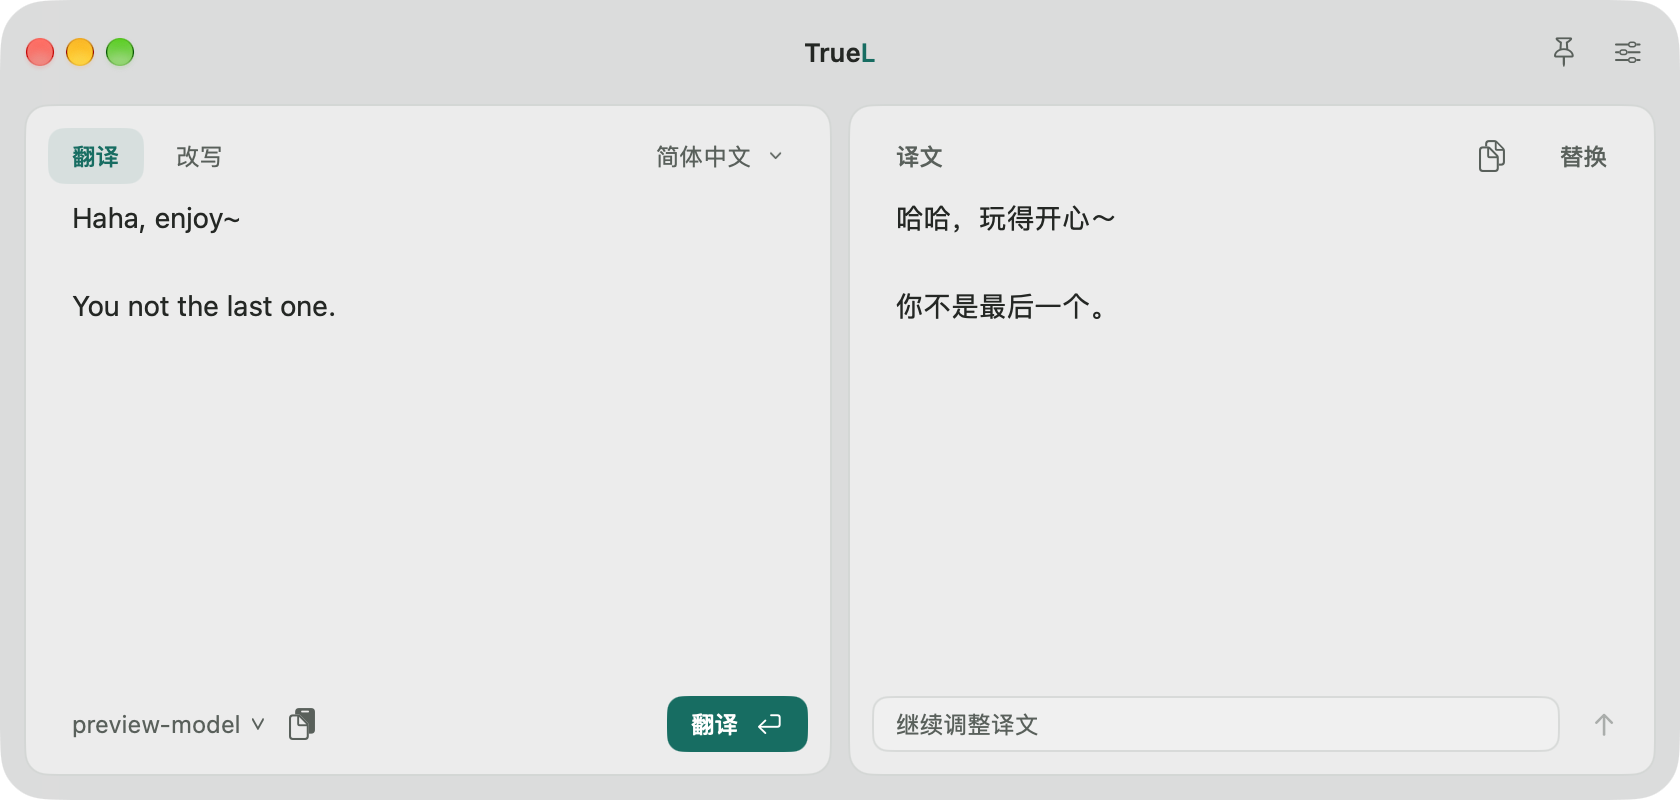 TrueL
翻译 改写 简体中文
Haha, enjoy~
You not the last one.
preview-model
翻译
译文 替换
哈哈，玩得开心～
你不是最后一个。
继续调整译文